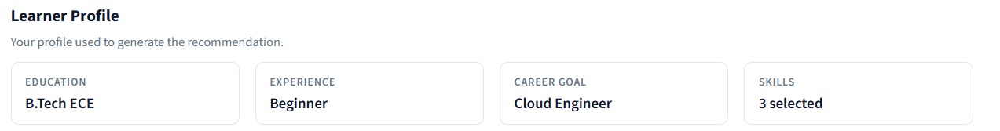 Learner Profile
Your profile used to generate the recommendation.
EDUCATION
B.Tech ECE
EXPERIENCE
Beginner
CAREER GOAL
Cloud Engineer
SKILLS
3 selected